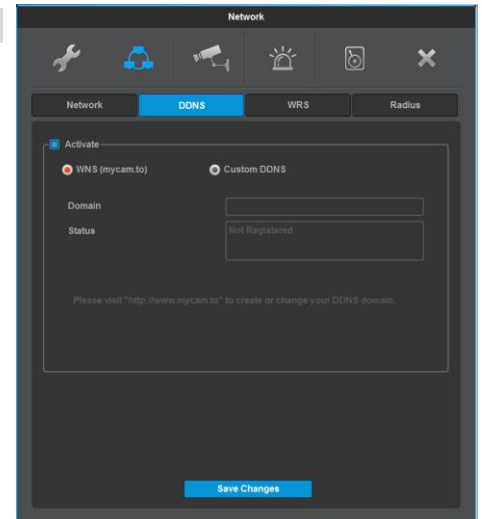 Network
Network DDNS WRS Radius
Activate
WNS (mycam.to) Custom DDNS
Domain
Status Not Registered
Please visit "http://www.mycam.to" to create or change your DDNS domain.
Save Changes